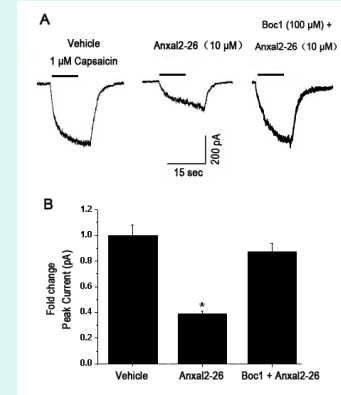 A
Vehicle
1 μM Capsaicin
Anxal2-26（10 μM）
Boc1 (100 μM) +
Anxal2-26（10 μM）
200 pA
15 sec
B
Fold change
Peak Current (pA)
1.2
1.0
0.8
0.6
0.4
0.2
0.0
*
Vehicle
Anxal2-26
Boc1 + Anxal2-26